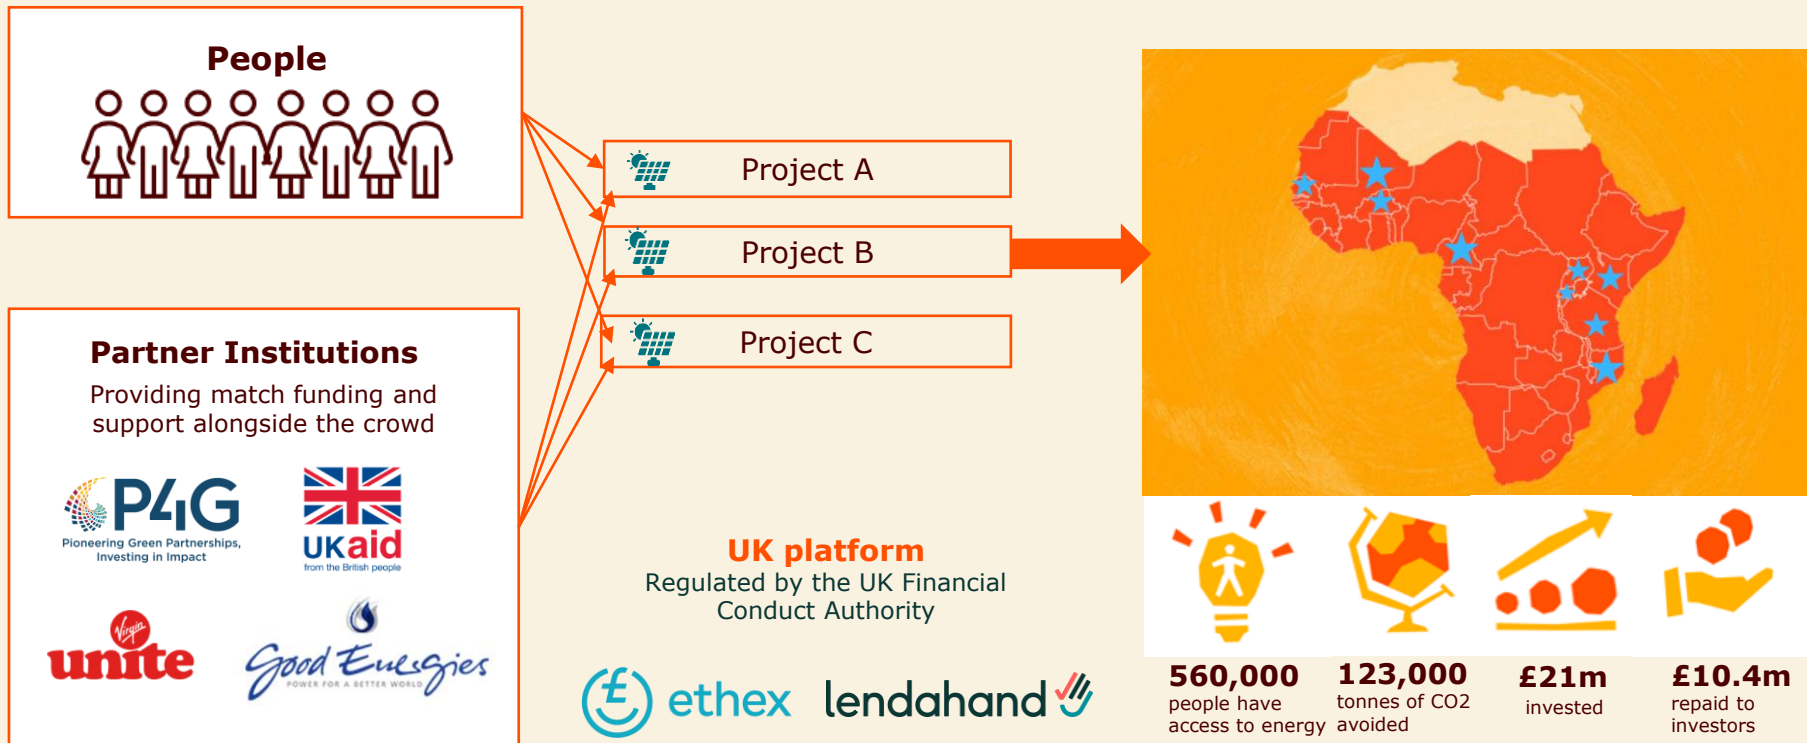 People
Partner Institutions
Providing match funding and
support alongside the crowd
P4G
Pioneering Green Partnerships,
Investing in Impact
UKaid
from the British people
Virgin
unite
Good Energies
POWER FOR A BETTER WORLD
Project A
Project B
Project C
UK platform
Regulated by the UK Financial
Conduct Authority
£ ethex
lendahand
560,000
people have
access to energy
123,000
tonnes of CO2
avoided
£21m
invested
£10.4m
repaid to
investors